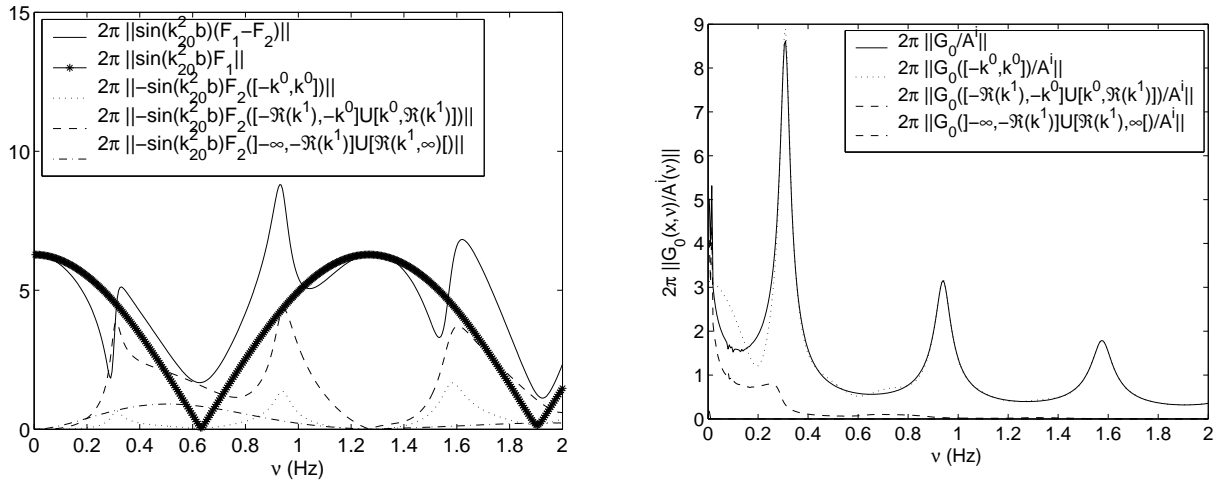 2π ||sin(k²₂₀b)(F₁−F₂)||
2π ||sin(k²₂₀b)F₁||
2π ||−sin(k²₂₀b)F₂([−k⁰,k⁰])||
2π ||−sin(k²₂₀b)F₂([−ℜ(k¹),−k⁰]U[k⁰,ℜ(k¹)])||
2π ||−sin(k²₂₀b)F₂(]−∞,−ℜ(k¹)]U[ℜ(k¹,∞)[)||
15
10
5
0
0 0.2 0.4 0.6 0.8 1 1.2 1.4 1.6 1.8 2
ν (Hz)
2π ||G₀/Aⁱ||
2π ||G₀([−k⁰,k⁰])/Aⁱ||
2π ||G₀([−ℜ(k¹),−k⁰]U[k⁰,ℜ(k¹)])/Aⁱ||
2π ||G₀(]−∞,−ℜ(k¹)]U[ℜ(k¹),∞[)/Aⁱ||
2π ||G₀(x,ν)/Aⁱ(ν)||
9
8
7
6
5
4
3
2
1
0
0 0.2 0.4 0.6 0.8 1 1.2 1.4 1.6 1.8 2
ν (Hz)